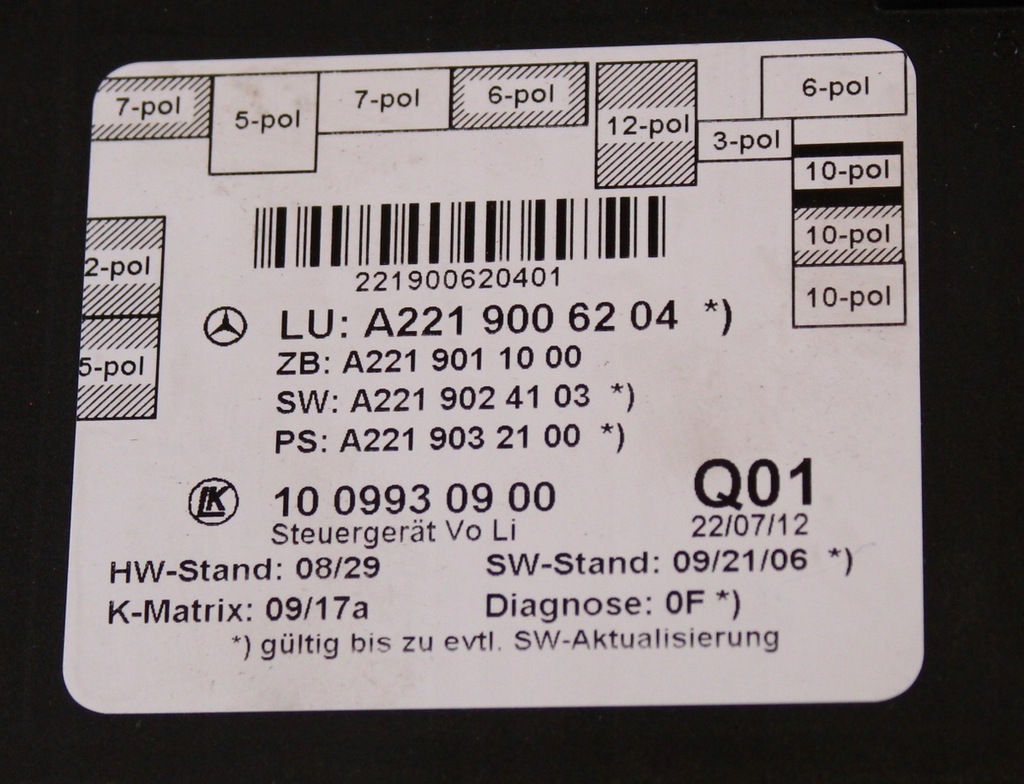 7-pol
5-pol
7-pol
6-pol
12-pol
3-pol
6-pol
10-pol
10-pol
10-pol
2-pol
5-pol
221900620401
LU: A221 900 62 04 *)
ZB: A221 901 10 00
SW: A221 902 41 03 *)
PS: A221 903 21 00 *)
LK 10 0993 09 00
Q01
Steuergerät Vo Li
22/07/12
HW-Stand: 08/29
SW-Stand: 09/21/06 *)
K-Matrix: 09/17a
Diagnose: 0F *)
*) gültig bis zu evtl. SW-Aktualisierung